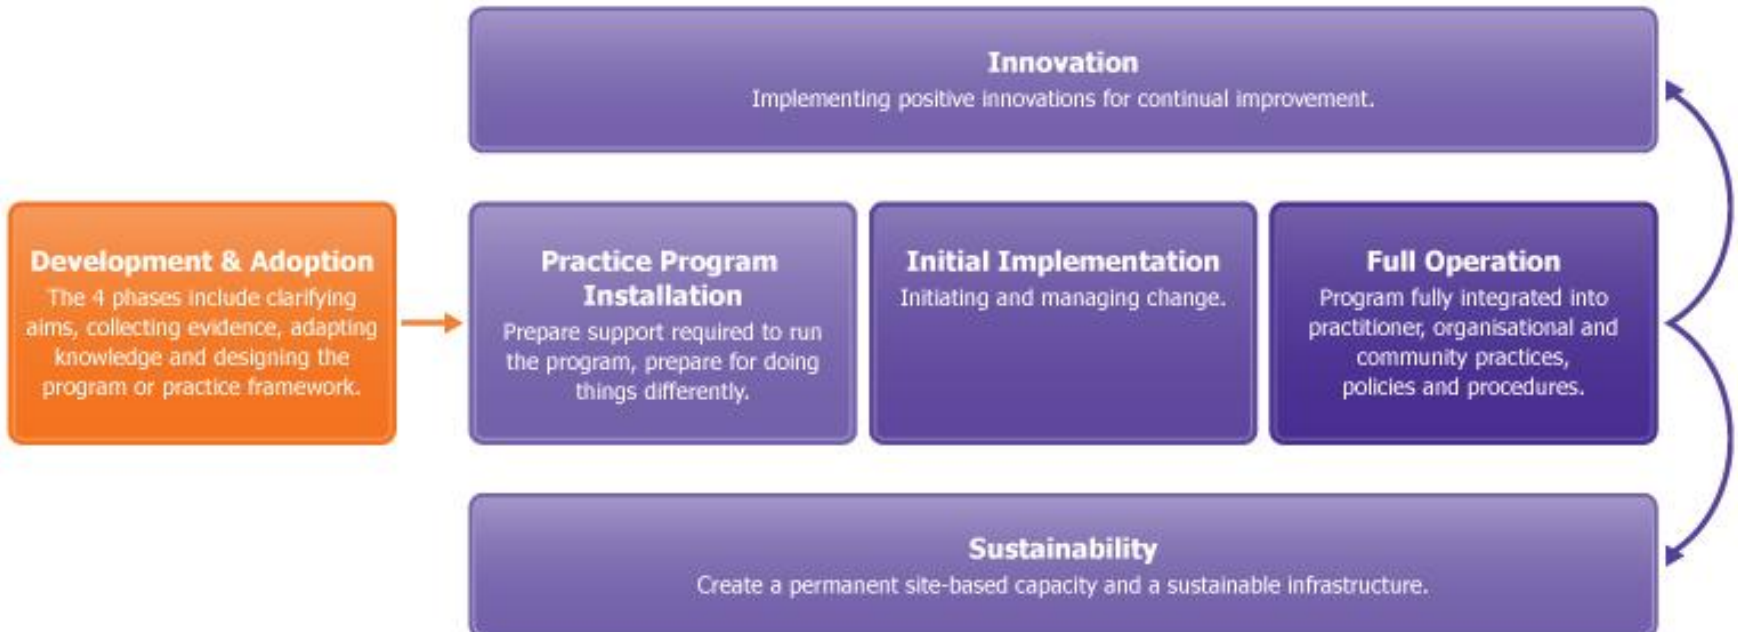 Innovation
Implementing positive innovations for continual improvement.
Development & Adoption
The 4 phases include clarifying
aims, collecting evidence, adapting
knowledge and designing the
program or practice framework.
Practice Program
Installation
Prepare support required to run
the program, prepare for doing
things differently.
Initial Implementation
Initiating and managing change.
Full Operation
Program fully integrated into
practitioner, organisational and
community practices,
policies and procedures.
Sustainability
Create a permanent site-based capacity and a sustainable infrastructure.